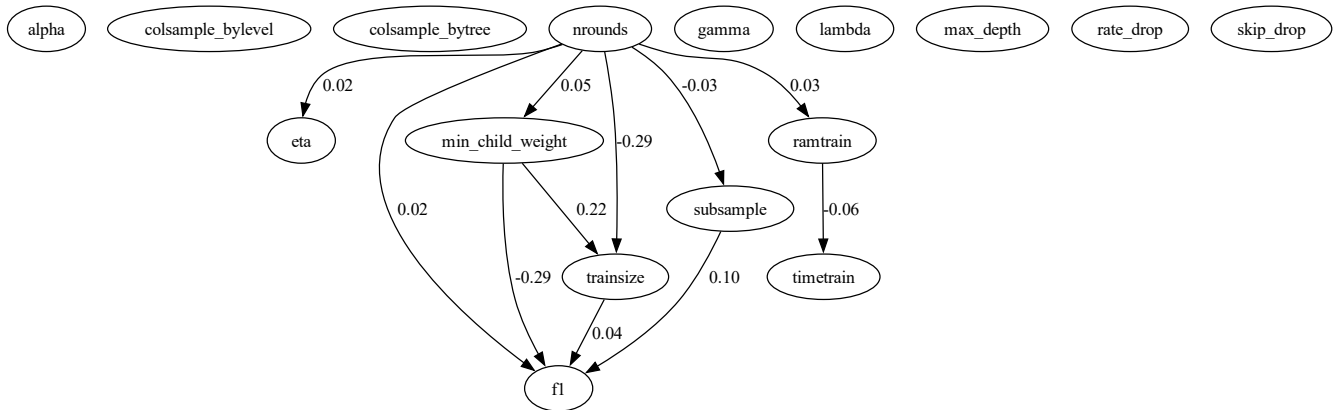 alpha colsample_bylevel colsample_bytree nrounds gamma lambda max_depth rate_drop skip_drop
0.02 0.05 -0.03 0.03
eta min_child_weight -0.29 ramtrain
0.02 0.22 subsample -0.06
-0.29 trainsize 0.10 timetrain
0.04
f1